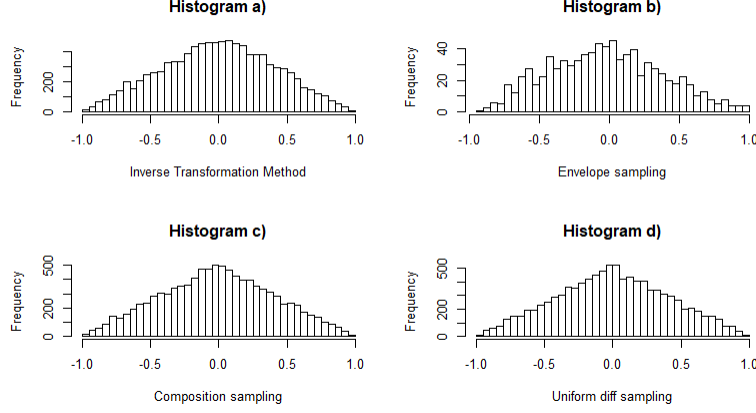 Histogram a)
Frequency
0 200
-1.0 -0.5 0.0 0.5 1.0
Inverse Transformation Method
Histogram b)
Frequency
0 20 40
-1.0 -0.5 0.0 0.5 1.0
Envelope sampling
Histogram c)
Frequency
0 200 500
-1.0 -0.5 0.0 0.5 1.0
Composition sampling
Histogram d)
Frequency
0 200 500
-1.0 -0.5 0.0 0.5 1.0
Uniform diff sampling